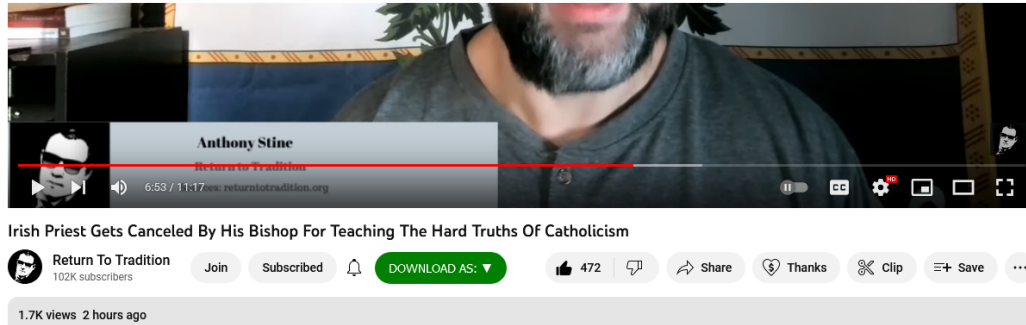 Anthony Stine
Return to Tradition
ces: returntotradition.org
6:53 / 11:17
CC
HD
Irish Priest Gets Canceled By His Bishop For Teaching The Hard Truths Of Catholicism
Return To Tradition
102K subscribers
Join
Subscribed
DOWNLOAD AS: ▼
472
Share
Thanks
Clip
Save
1.7K views 2 hours ago